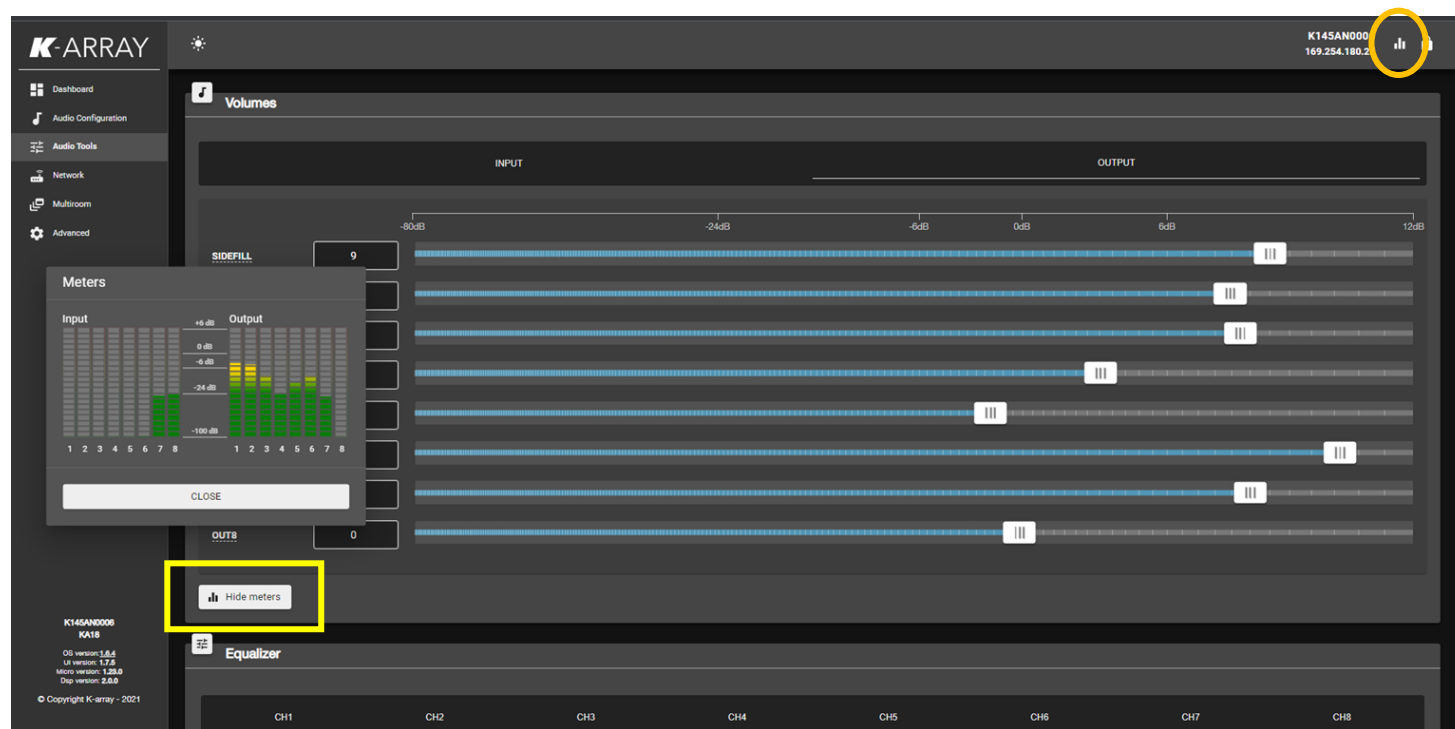 K-ARRAY
K145AN000
169.254.180.2
Dashboard
Audio Configuration
Audio Tools
Network
Multiroom
Advanced
Volumes
INPUT OUTPUT
-80dB -24dB -6dB 0dB 6dB 12dB
SIDEFILL 9
OUT8 0
Hide meters
Meters
Input Output
+6 dB
0 dB
-6 dB
-24 dB
-100 dB
1 2 3 4 5 6 7 8 1 2 3 4 5 6 7 8
CLOSE
Equalizer
CH1 CH2 CH3 CH4 CH5 CH6 CH7 CH8
K145AN0006
KA18
OS version:1.6.4
UI version: 1.7.5
Micro version: 1.23.0
Dsp version: 2.0.0
© Copyright K-array - 2021